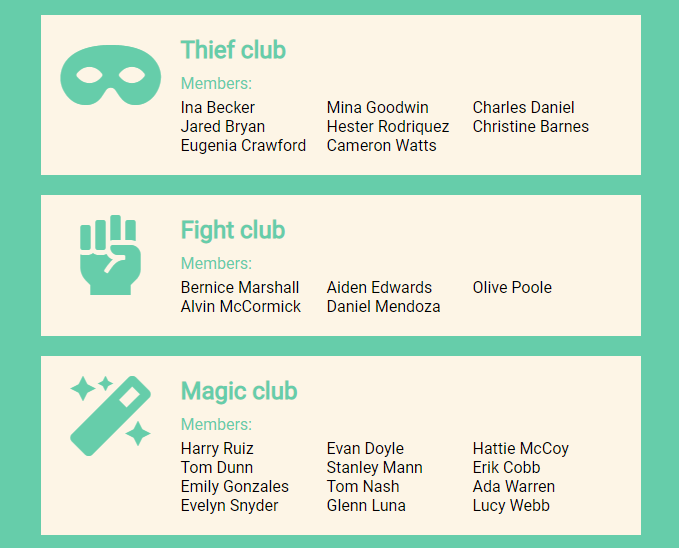 Thief club
Members:
Ina Becker Mina Goodwin Charles Daniel
Jared Bryan Hester Rodriquez Christine Barnes
Eugenia Crawford Cameron Watts
Fight club
Members:
Bernice Marshall Aiden Edwards Olive Poole
Alvin McCormick Daniel Mendoza
Magic club
Members:
Harry Ruiz Evan Doyle Hattie McCoy
Tom Dunn Stanley Mann Erik Cobb
Emily Gonzales Tom Nash Ada Warren
Evelyn Snyder Glenn Luna Lucy Webb